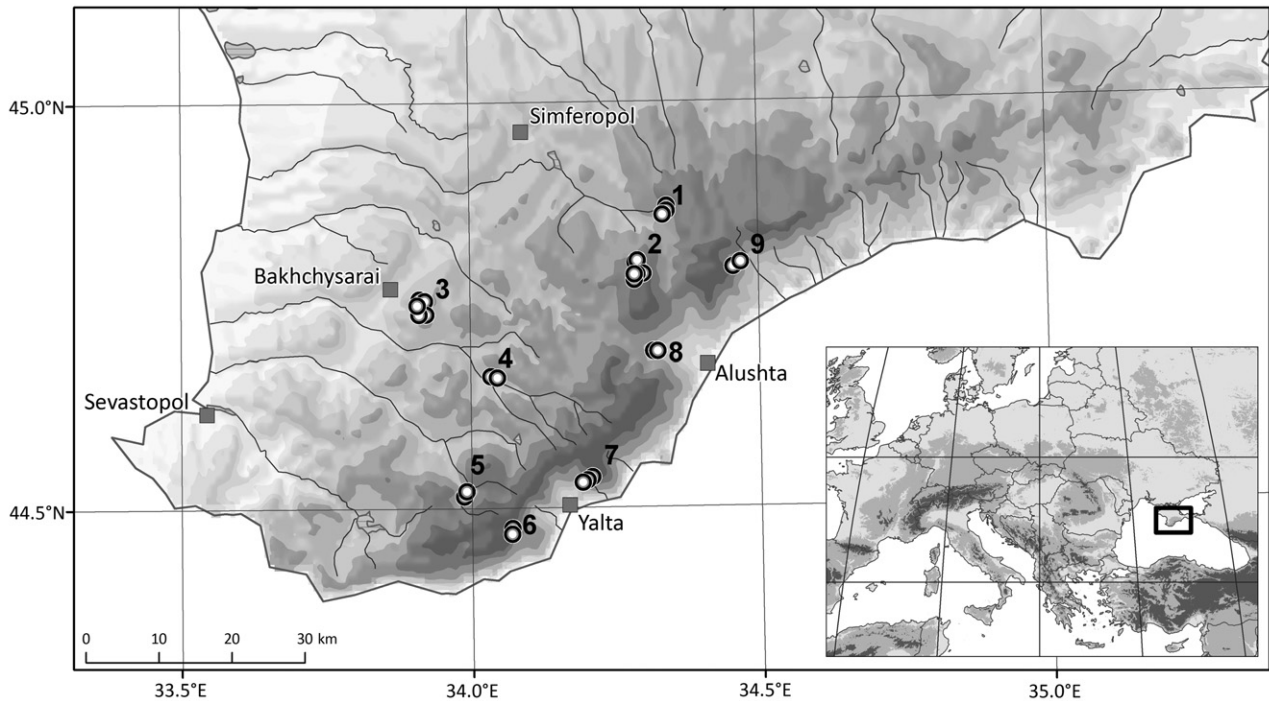 45.0°N
Simferopol
1
2
9
Bakhchysarai
3
8
4
Alushta
Sevastopol
5
7
6
Yalta
44.5°N
0 10 20 30 km
33.5°E 34.0°E 34.5°E 35.0°E